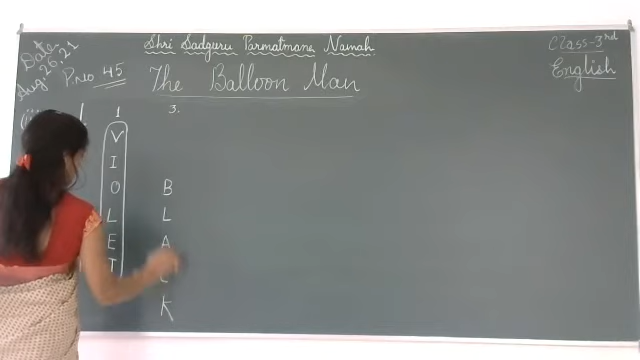 Shri Sadguru Parmatmane Namah
Class-3rd
Date
Aug.26.21
P.no 45
The Balloon Man
English
1
3.
V
I
O
L
E
T
B
L
A
C
K